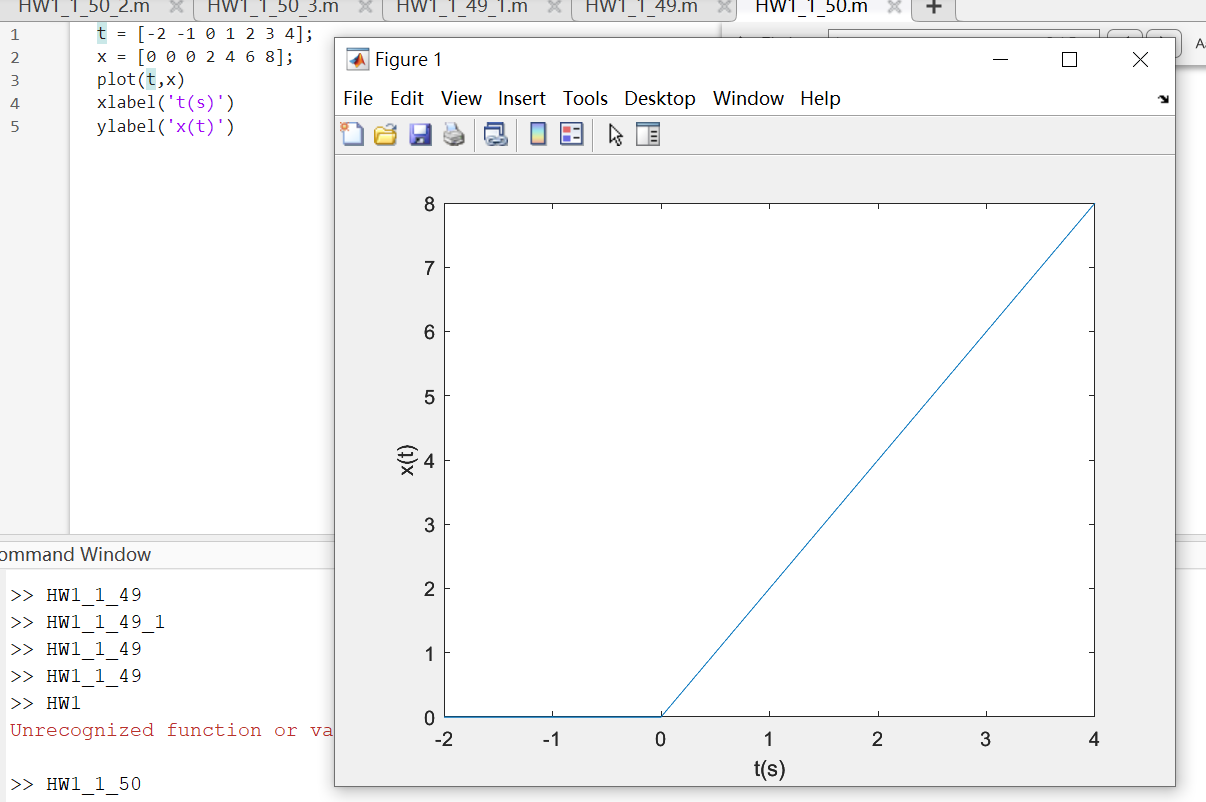 HW1_1_50_2.m HW1_1_50_3.m HW1_1_49_1.m HW1_1_49.m HW1_1_50.m
1 t = [-2 -1 0 1 2 3 4];
2 x = [0 0 0 2 4 6 8];
3 plot(t,x)
4 xlabel('t(s)')
5 ylabel('x(t)')
Figure 1
File Edit View Insert Tools Desktop Window Help
8
7
6
5
4
3
2
1
0
x(t)
-2 -1 0 1 2 3 4
t(s)
ommand Window
>> HW1_1_49
>> HW1_1_49_1
>> HW1_1_49
>> HW1_1_49
>> HW1
Unrecognized function or va
>> HW1_1_50